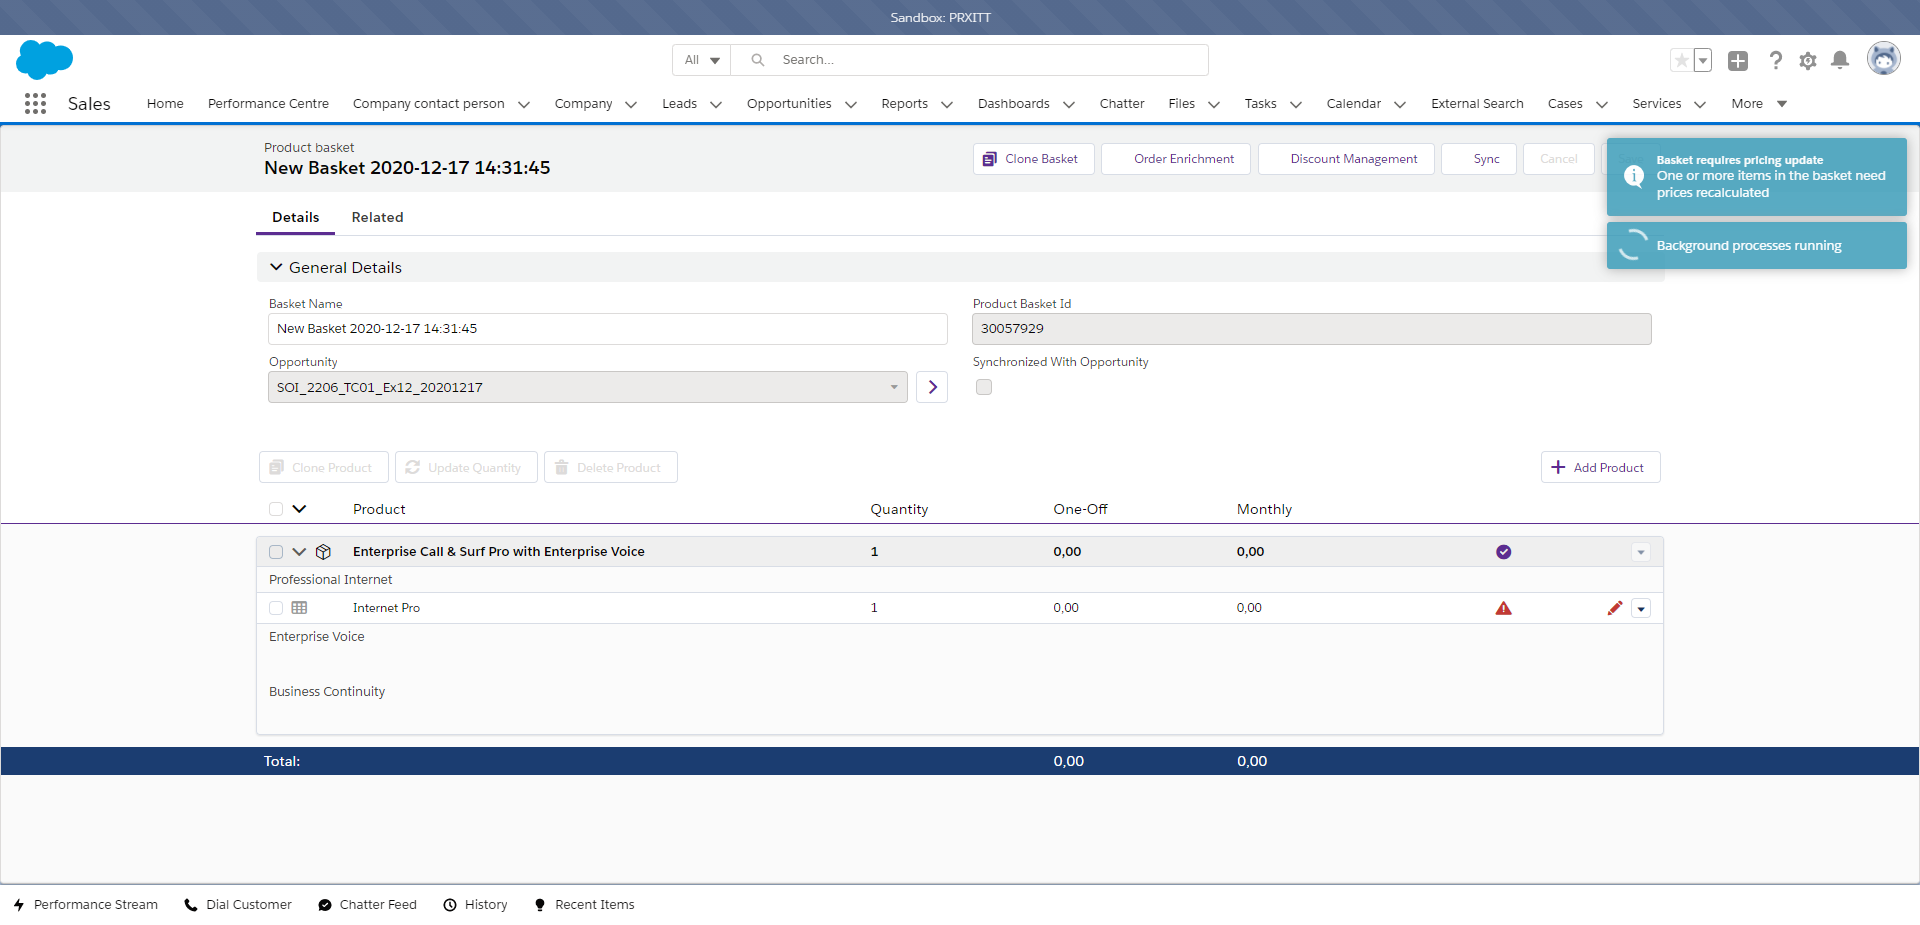 Sandbox: PRXITT
All
Search...
Sales
Home
Performance Centre
Company contact person
Company
Leads
Opportunities
Reports
Dashboards
Chatter
Files
Tasks
Calendar
External Search
Cases
Services
More
Product basket
New Basket 2020-12-17 14:31:45
Clone Basket
Order Enrichment
Discount Management
Sync
Cancel
Basket requires pricing update
One or more items in the basket need
prices recalculated
Background processes running
Details
Related
General Details
Basket Name
New Basket 2020-12-17 14:31:45
Product Basket Id
30057929
Opportunity
SOI_2206_TC01_Ex12_20201217
Synchronized With Opportunity
Clone Product
Update Quantity
Delete Product
Add Product
Product Quantity One-Off Monthly
Enterprise Call & Surf Pro with Enterprise Voice 1 0,00 0,00
Professional Internet
Internet Pro 1 0,00 0,00
Enterprise Voice
Business Continuity
Total: 0,00 0,00
Performance Stream
Dial Customer
Chatter Feed
History
Recent Items